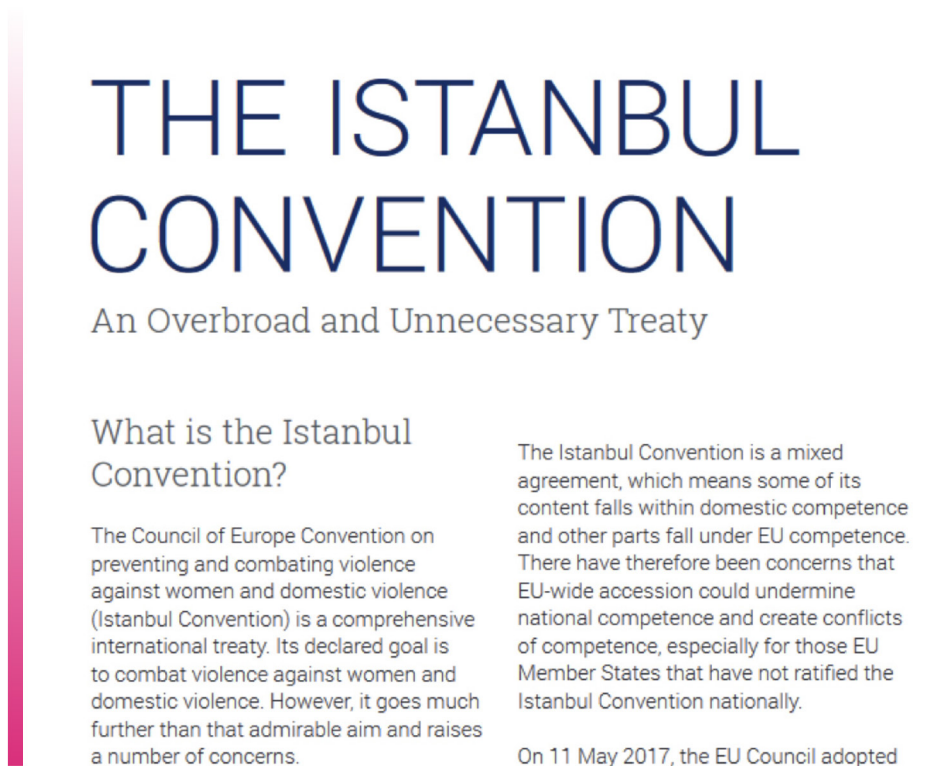 THE ISTANBUL
CONVENTION
An Overbroad and Unnecessary Treaty
What is the Istanbul
Convention?
The Council of Europe Convention on
preventing and combating violence
against women and domestic violence
(Istanbul Convention) is a comprehensive
international treaty. Its declared goal is
to combat violence against women and
domestic violence. However, it goes much
further than that admirable aim and raises
a number of concerns.
The Istanbul Convention is a mixed
agreement, which means some of its
content falls within domestic competence
and other parts fall under EU competence.
There have therefore been concerns that
EU-wide accession could undermine
national competence and create conflicts
of competence, especially for those EU
Member States that have not ratified the
Istanbul Convention nationally.
On 11 May 2017, the EU Council adopted